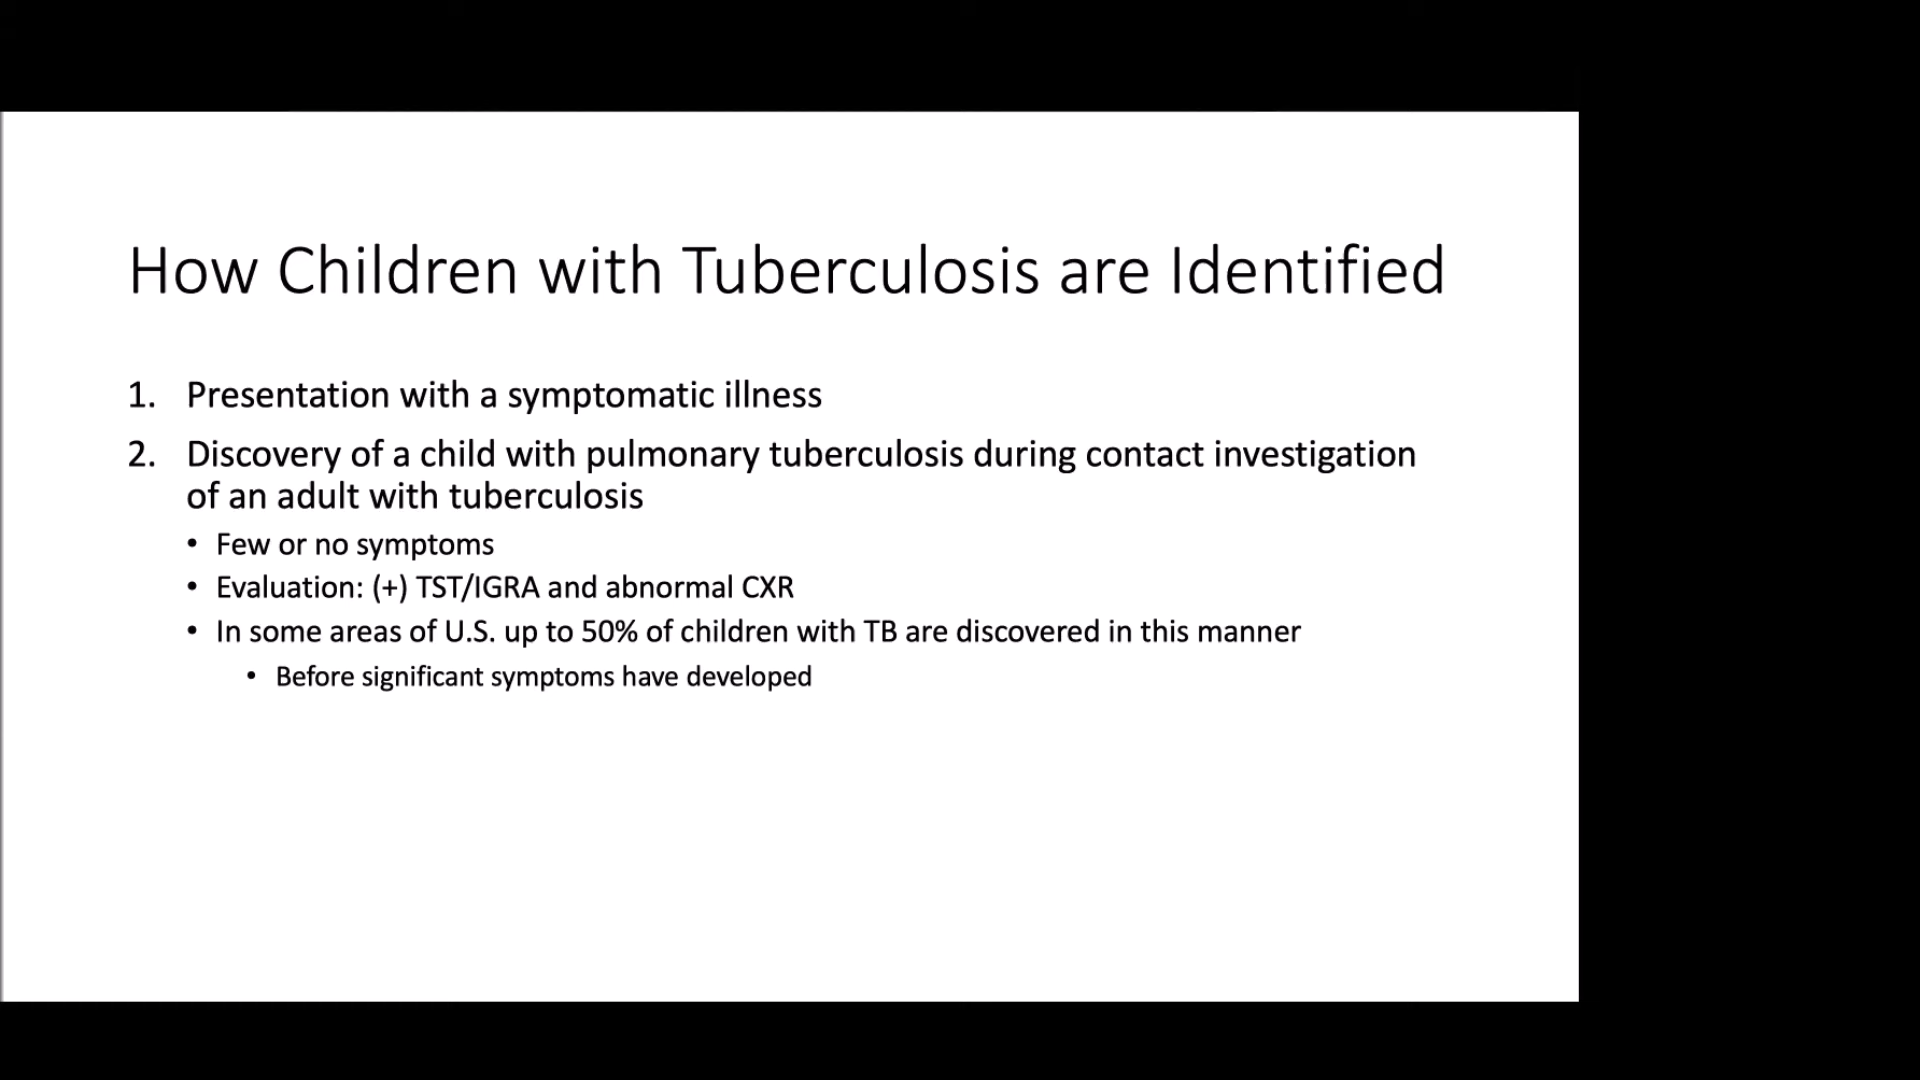 How Children with Tuberculosis are Identified
1. Presentation with a symptomatic illness
2. Discovery of a child with pulmonary tuberculosis during contact investigation
of an adult with tuberculosis
• Few or no symptoms
• Evaluation: (+) TST/IGRA and abnormal CXR
• In some areas of U.S. up to 50% of children with TB are discovered in this manner
• Before significant symptoms have developed